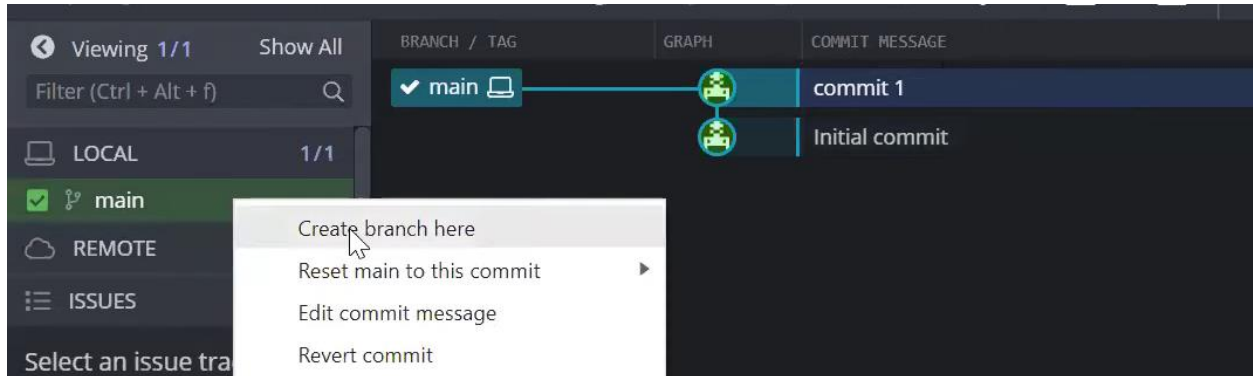 Viewing 1/1 Show All
BRANCH / TAG GRAPH COMMIT MESSAGE
Filter (Ctrl + Alt + f)
main commit 1
Initial commit
LOCAL 1/1
main
REMOTE
ISSUES
Select an issue tra
Create branch here
Reset main to this commit
Edit commit message
Revert commit